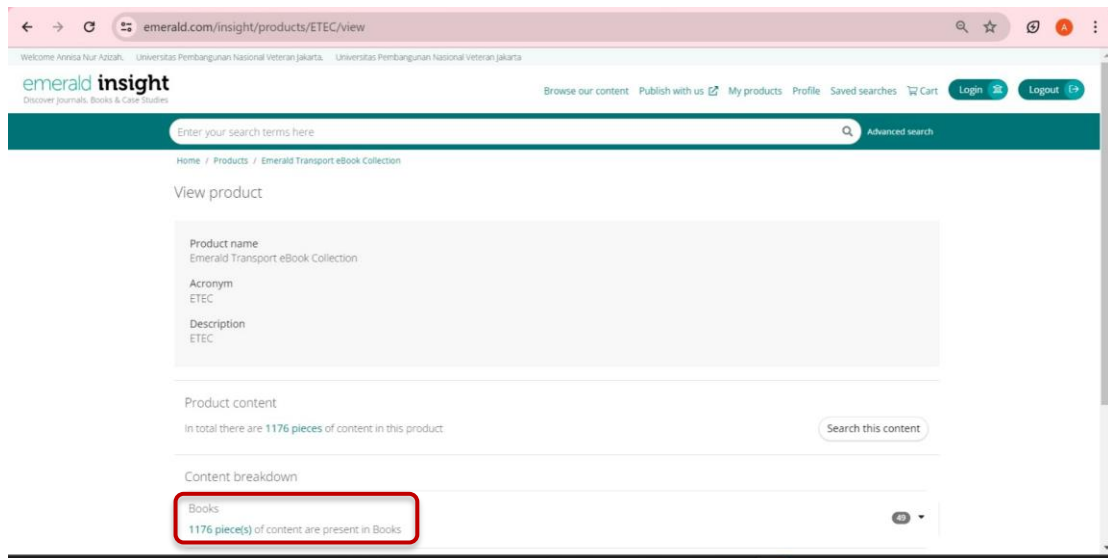 emerald.com/insight/products/ETEC/view
A
Welcome Annisa Nur Azizah, Universitas Pembangunan Nasional Veteran Jakarta, Universitas Pembangunan Nasional Veteran Jakarta
emerald insight
Discover Journals, Books & Case Studies
Browse our content Publish with us My products Profile Saved searches Cart Login Logout
Enter your search terms here
Advanced search
Home / Products / Emerald Transport eBook Collection
View product
Product name
Emerald Transport eBook Collection
Acronym
ETEC
Description
ETEC
Product content
In total there are 1176 pieces of content in this product
Search this content
Content breakdown
Books
1176 piece(s) of content are present in Books
49